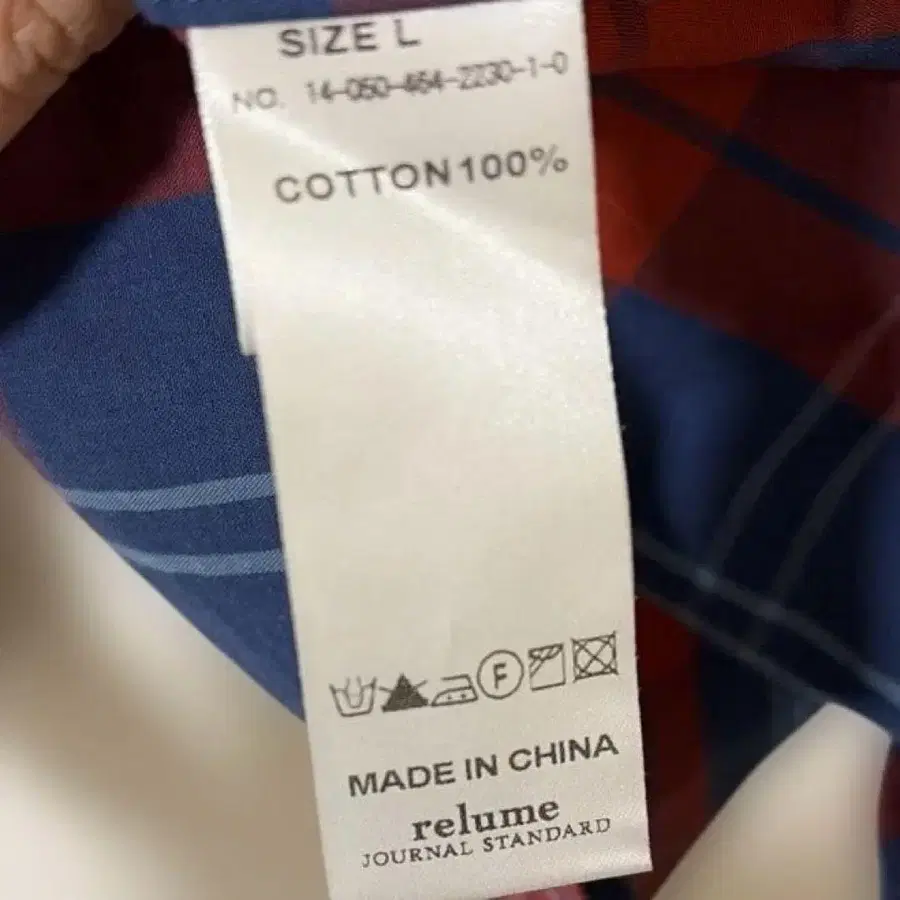 SIZE L
NO. 14-050-464-2230-1-0
COTTON 100%
F
MADE IN CHINA
relume
JOURNAL STANDARD